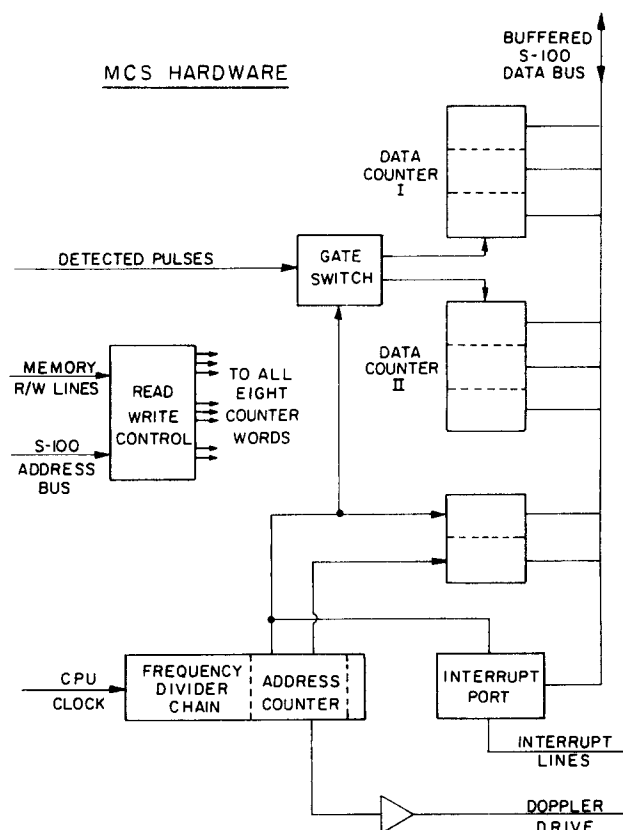 BUFFERED
S-100
DATA BUS
MCS HARDWARE
DATA
COUNTER
I
DETECTED PULSES
GATE
SWITCH
DATA
COUNTER
II
MEMORY
R/W LINES
READ
WRITE
CONTROL
TO ALL
EIGHT
COUNTER
WORDS
S-100
ADDRESS
BUS
CPU
CLOCK
FREQUENCY
DIVIDER
CHAIN
ADDRESS
COUNTER
INTERRUPT
PORT
INTERRUPT
LINES
DOPPLER
DRIVE